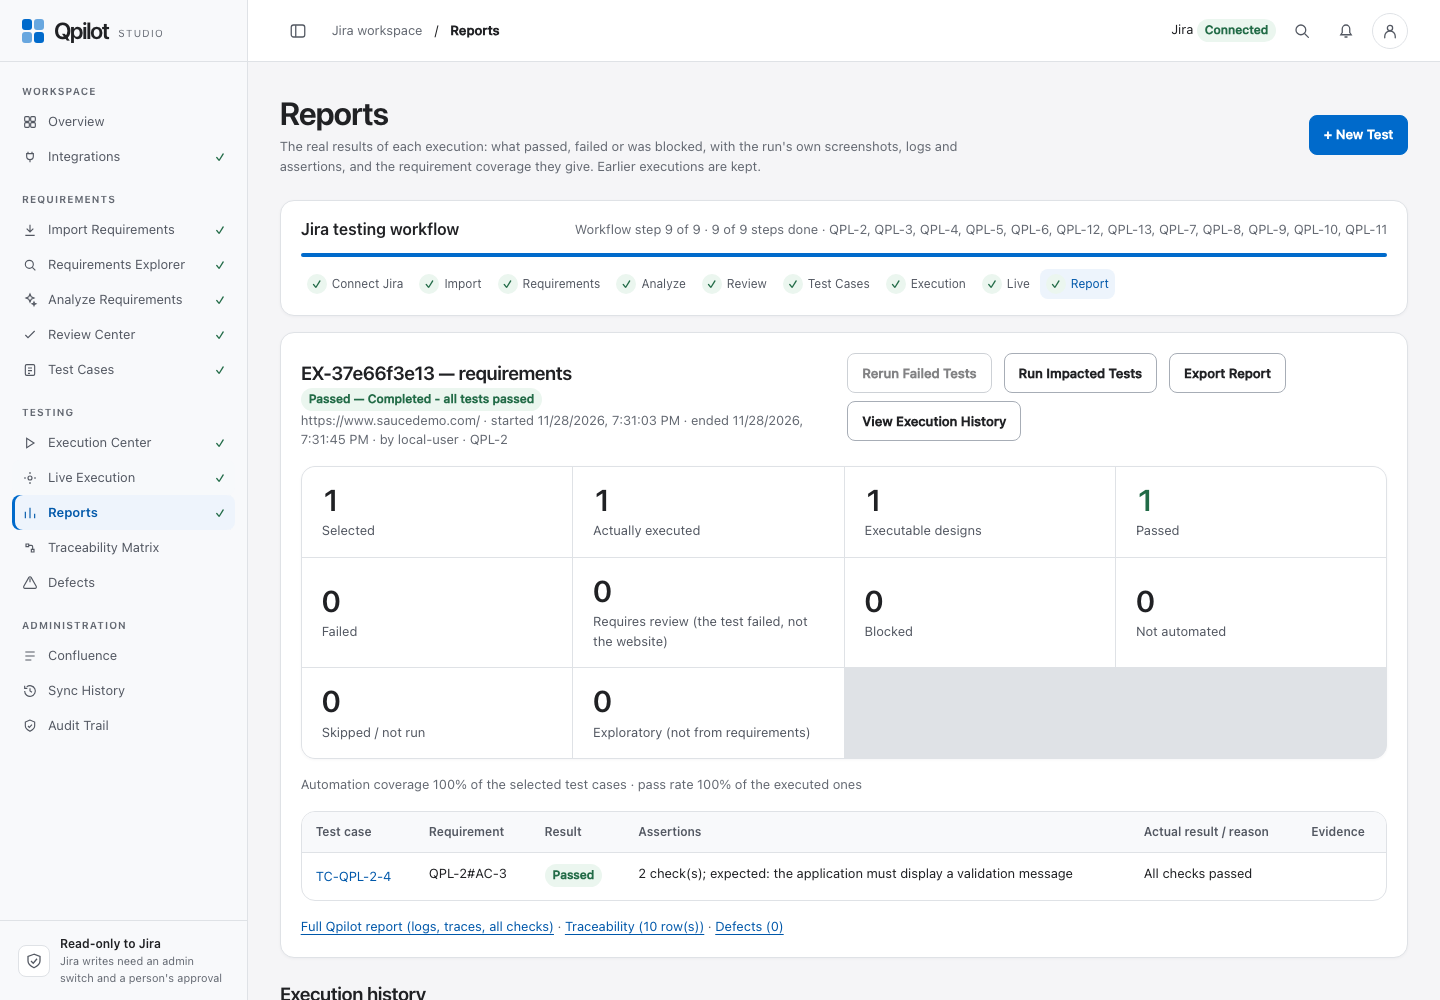 Qpilot STUDIO
Jira workspace / Reports
Jira Connected
WORKSPACE
Overview
Integrations
REQUIREMENTS
Import Requirements
Requirements Explorer
Analyze Requirements
Review Center
Test Cases
TESTING
Execution Center
Live Execution
Reports
Traceability Matrix
Defects
ADMINISTRATION
Confluence
Sync History
Audit Trail
Read-only to Jira
Jira writes need an admin
switch and a person's approval
Reports
The real results of each execution: what passed, failed or was blocked, with the run's own screenshots, logs and
assertions, and the requirement coverage they give. Earlier executions are kept.
+ New Test
Jira testing workflow
Workflow step 9 of 9 · 9 of 9 steps done · QPL-2, QPL-3, QPL-4, QPL-5, QPL-6, QPL-12, QPL-13, QPL-7, QPL-8, QPL-9, QPL-10, QPL-11
Connect Jira Import Requirements Analyze Review Test Cases Execution Live Report
EX-37e66f3e13 — requirements
Passed — Completed - all tests passed
https://www.saucedemo.com/ · started 11/28/2026, 7:31:03 PM · ended 11/28/2026,
7:31:45 PM · by local-user · QPL-2
Rerun Failed Tests
Run Impacted Tests
Export Report
View Execution History
1
Selected
1
Actually executed
1
Executable designs
1
Passed
0
Failed
0
Requires review (the test failed, not
the website)
0
Blocked
0
Not automated
0
Skipped / not run
0
Exploratory (not from requirements)
Automation coverage 100% of the selected test cases · pass rate 100% of the executed ones
Test case Requirement Result Assertions Actual result / reason Evidence
TC-QPL-2-4 QPL-2#AC-3 Passed 2 check(s); expected: the application must display a validation message All checks passed
Full Qpilot report (logs, traces, all checks) · Traceability (10 row(s)) · Defects (0)
Execution history